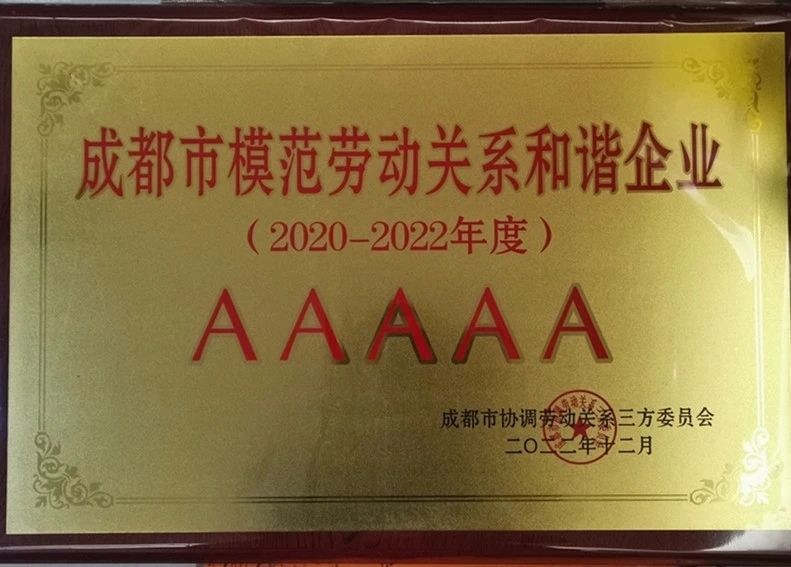 成都市模范劳动关系和谐企业
（2020-2022年度）
AAAAA
成都市协调劳动关系三方委员会
二〇二二年十二月